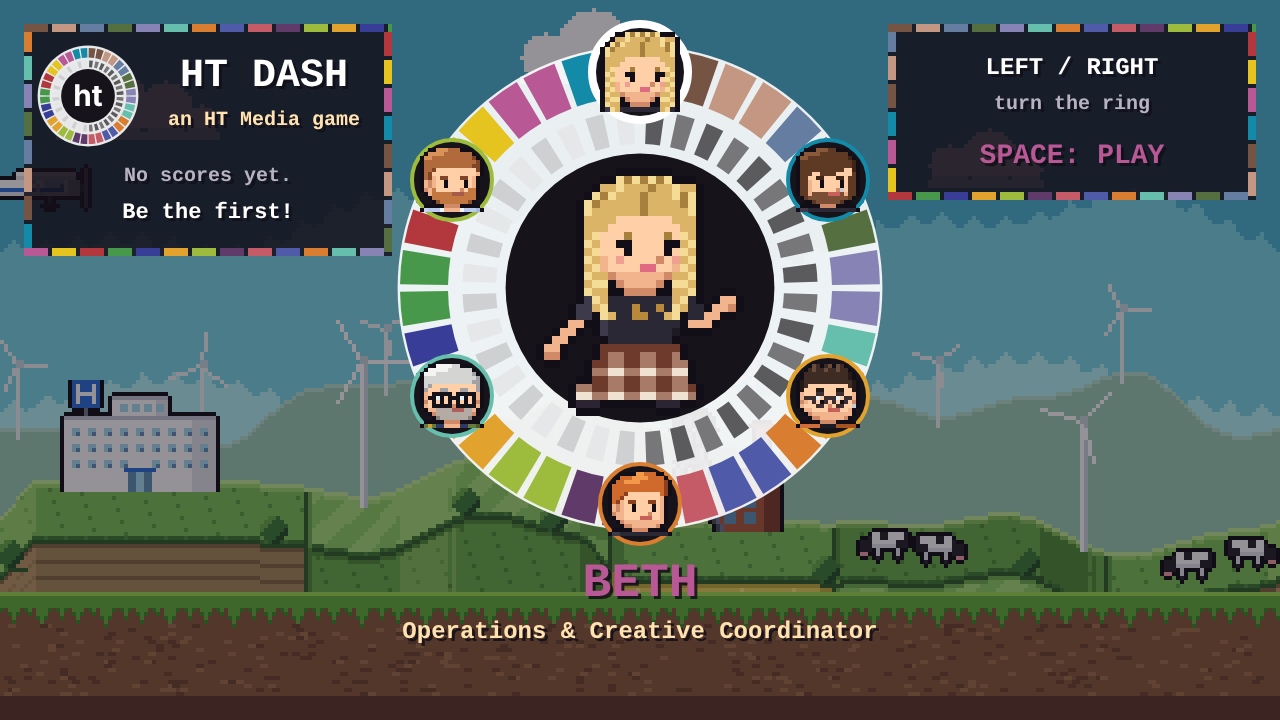 ht
HT DASH
an HT Media game
No scores yet.
Be the first!
LEFT / RIGHT
turn the ring
SPACE: PLAY
H
BETH
Operations & Creative Coordinator